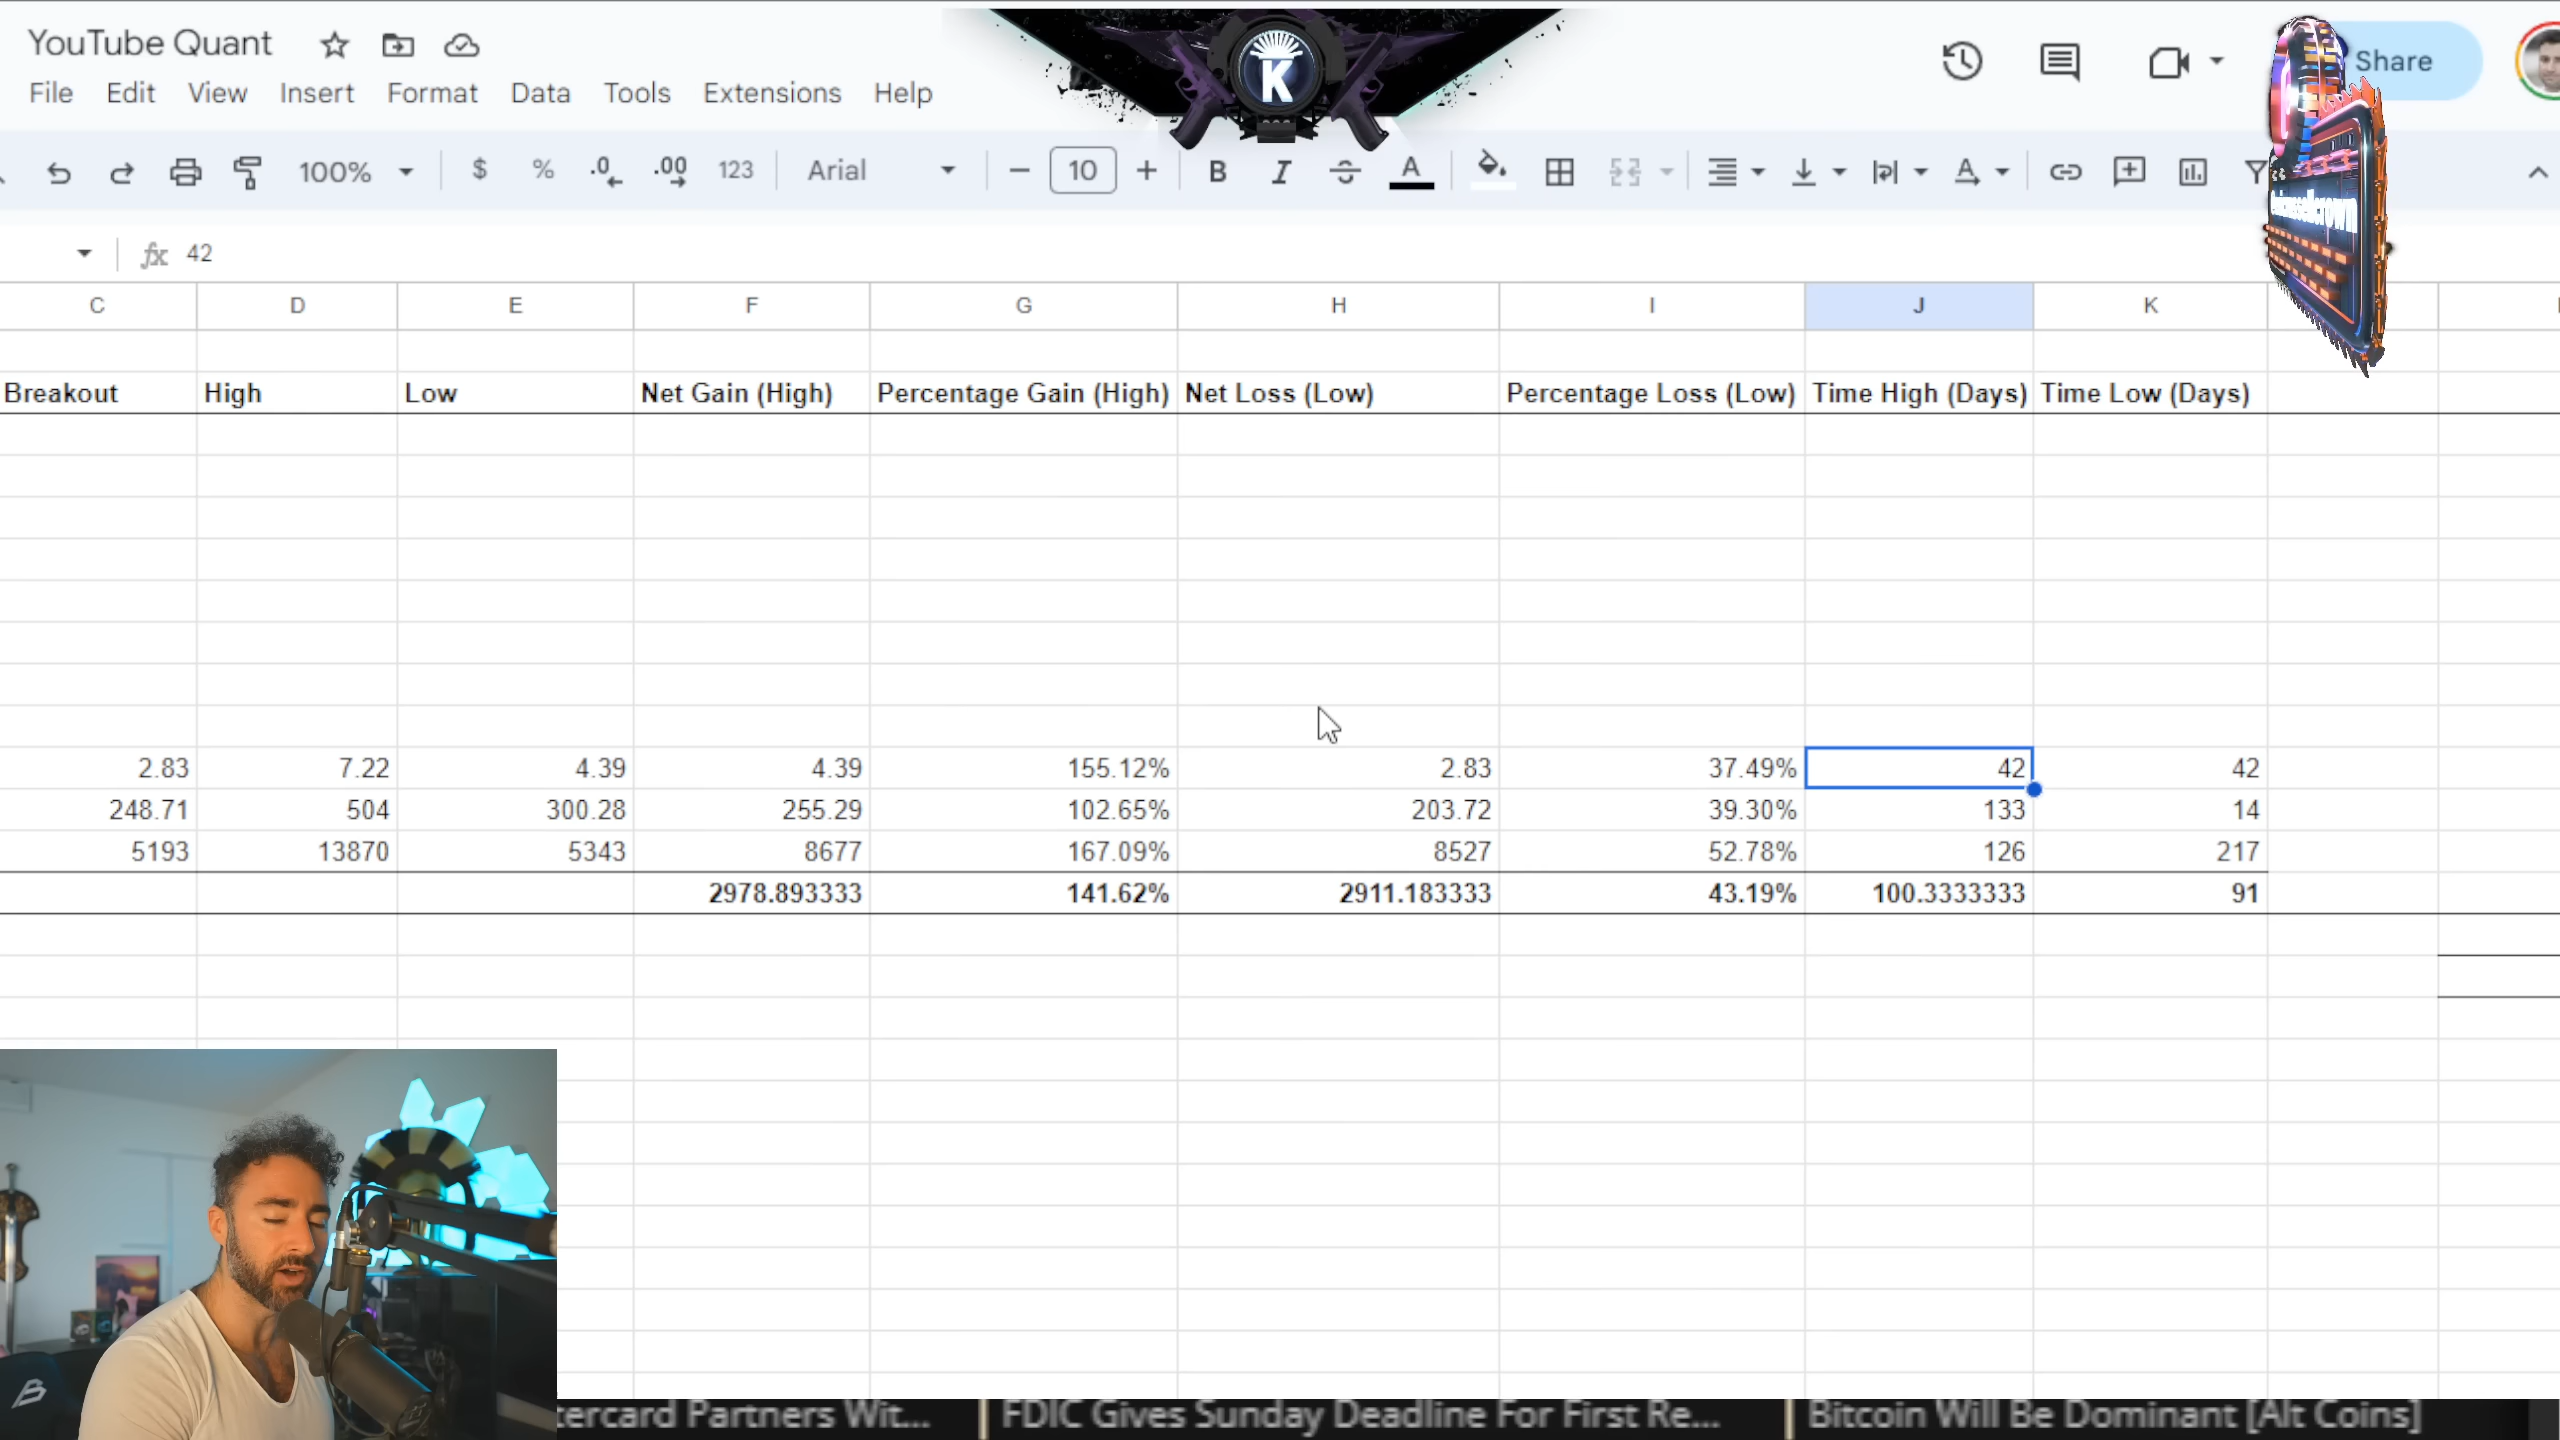 YouTube Quant
Share
File Edit View Insert Format Data Tools Extensions Help
K
100% $ % .0 .00 123 Arial 10 B I A
fx 42
C D E F G H I J K
Breakout High Low Net Gain (High) Percentage Gain (High) Net Loss (Low) Percentage Loss (Low) Time High (Days) Time Low (Days)
2.83 7.22 4.39 4.39 155.12% 2.83 37.49% 42 42
248.71 504 300.28 255.29 102.65% 203.72 39.30% 133 14
5193 13870 5343 8677 167.09% 8527 52.78% 126 217
2978.893333 141.62% 2911.183333 43.19% 100.3333333 91
tercard Partners Wit... FDIC Gives Sunday Deadline For First Re... Bitcoin Will Be Dominant [Alt Coins]